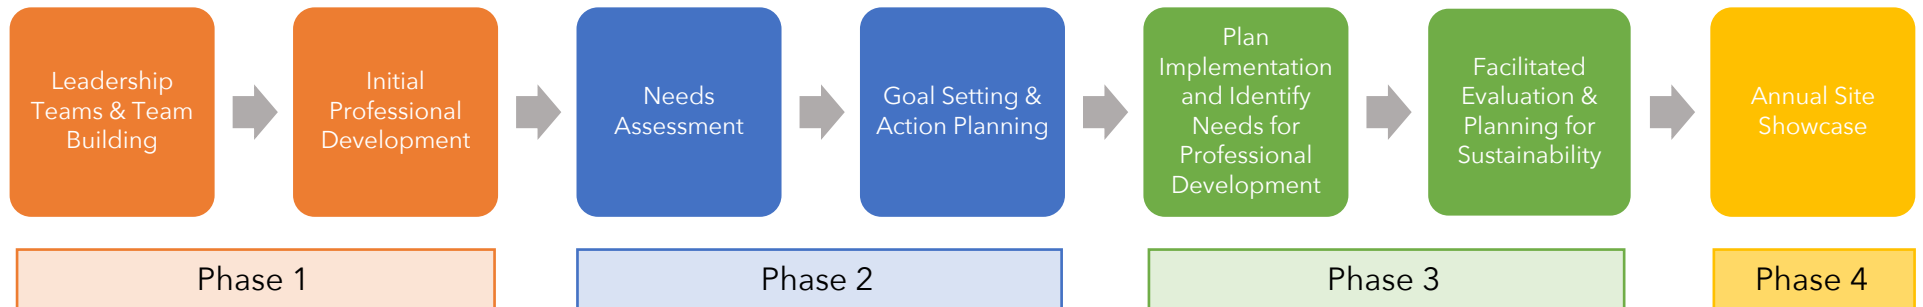 Leadership
Teams & Team
Building
Initial
Professional
Development
Needs
Assessment
Goal Setting &
Action Planning
Plan
Implementation
and Identify
Needs for
Professional
Development
Facilitated
Evaluation &
Planning for
Sustainability
Annual Site
Showcase
Phase 1
Phase 2
Phase 3
Phase 4